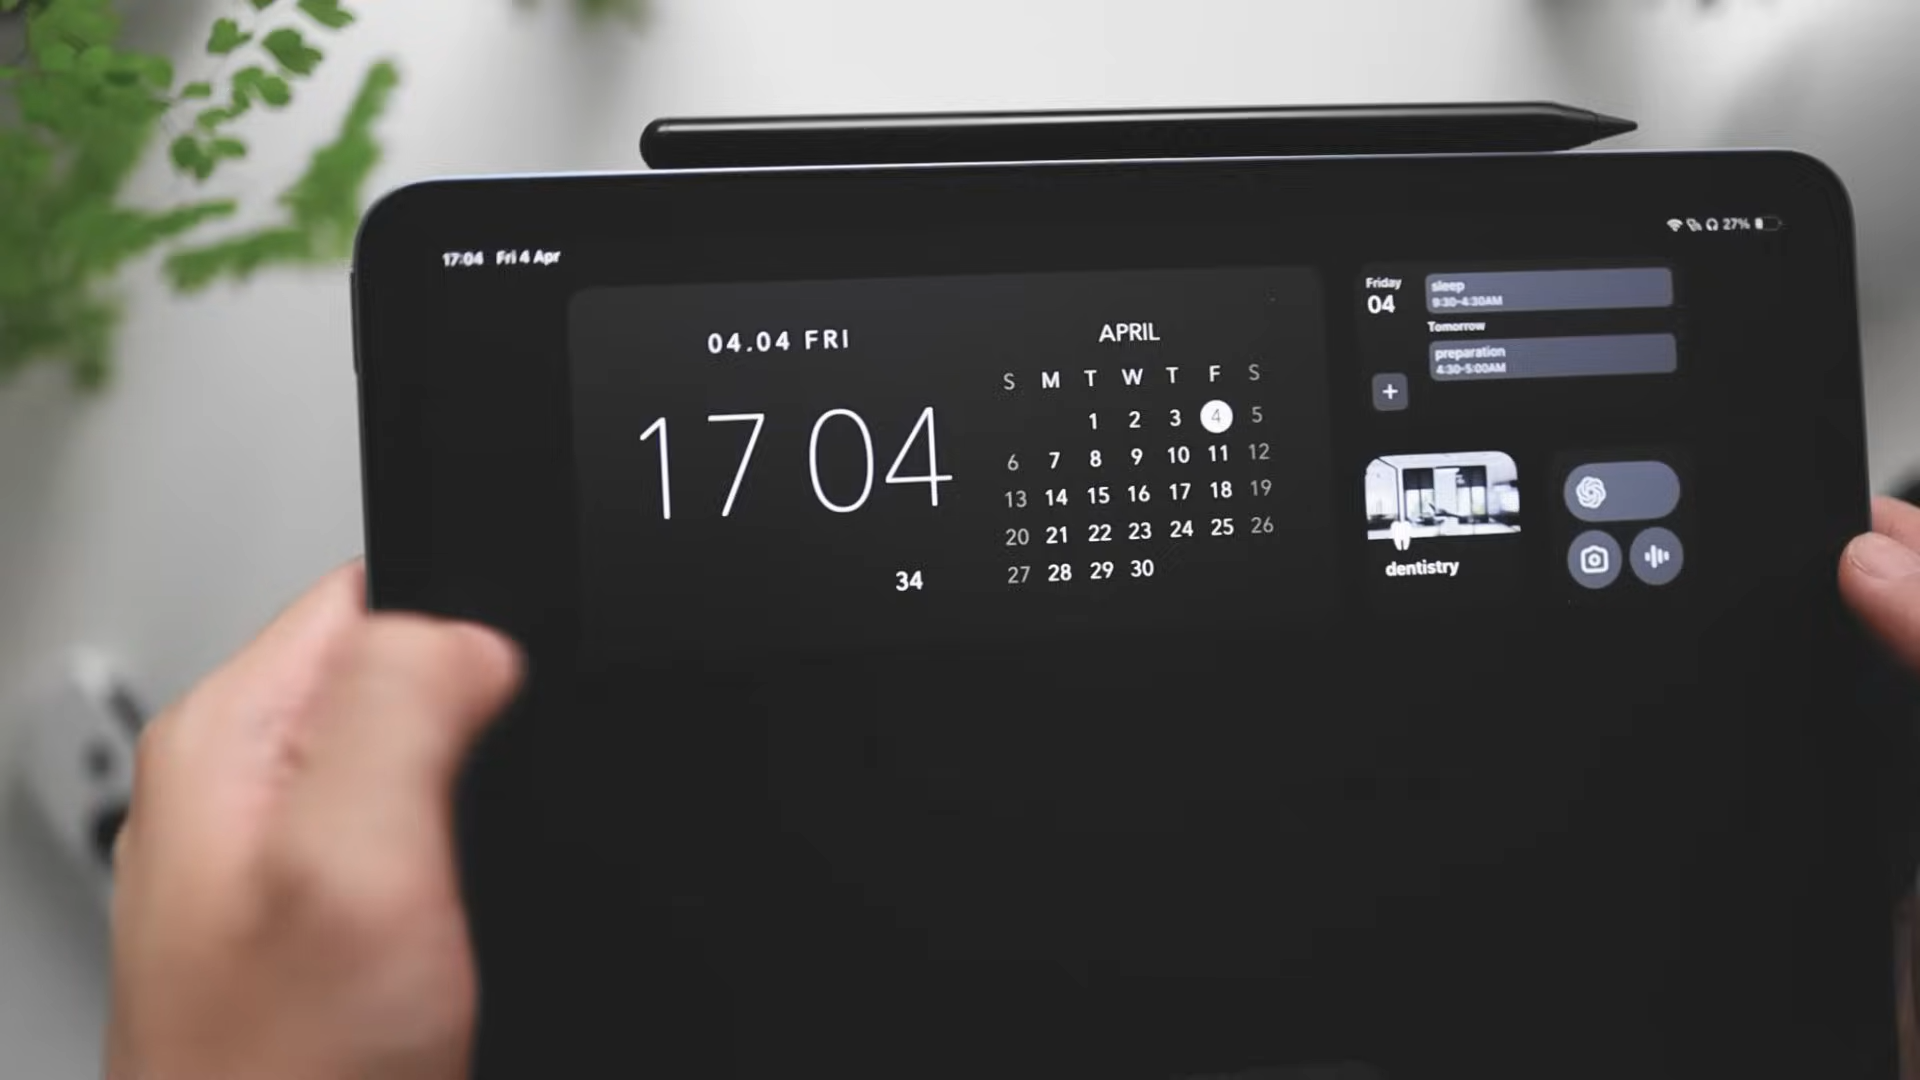 17:04 Fri 4 Apr
27%
04.04 FRI
17 04
34
APRIL
S M T W T F S
1 2 3 4 5
6 7 8 9 10 11 12
13 14 15 16 17 18 19
20 21 22 23 24 25 26
27 28 29 30
Friday
04
sleep
9:30-4:30AM
Tomorrow
preparation
4:30-5:00AM
+
dentistry